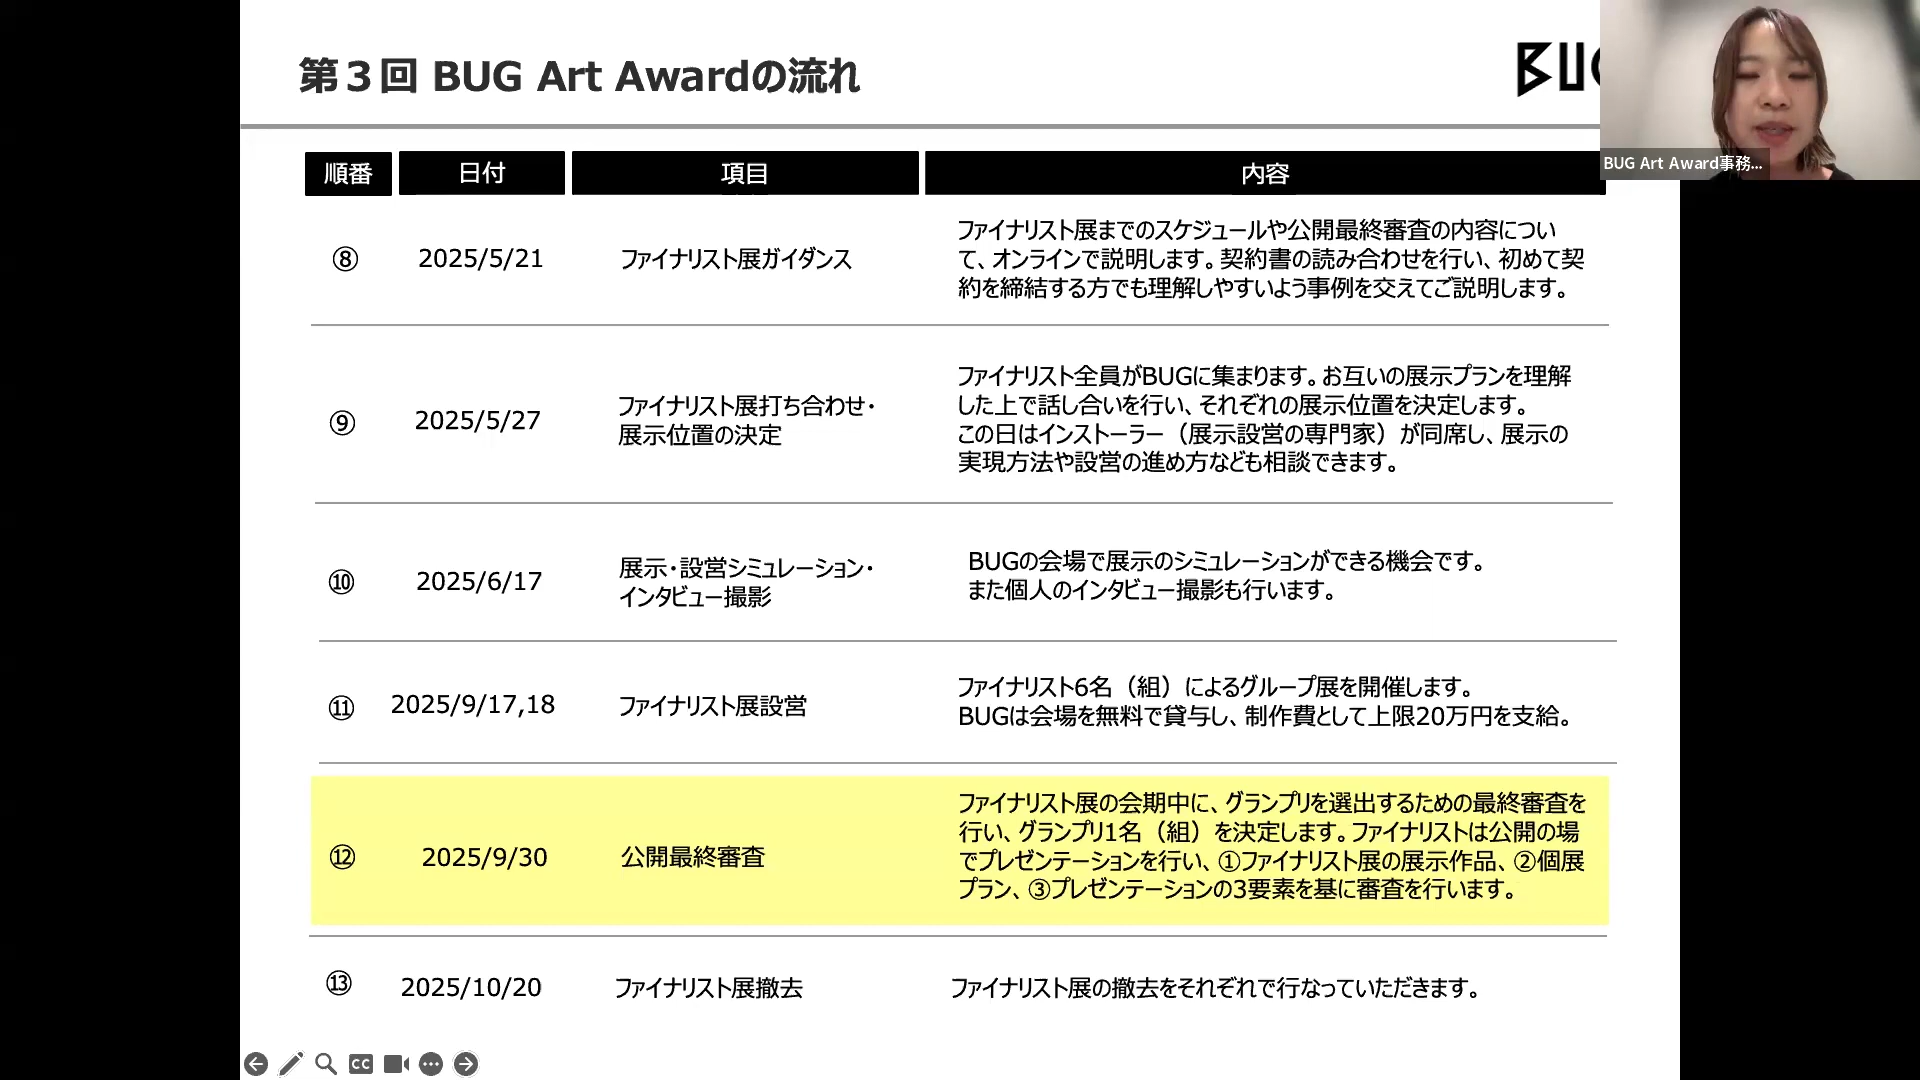 第３回 BUG Art Awardの流れ
BUG
BUG Art Award事務...
順番 日付 項目 内容
⑧ 2025/5/21 ファイナリスト展ガイダンス
ファイナリスト展までのスケジュールや公開最終審査の内容につい
て、オンラインで説明します。契約書の読み合わせを行い、初めて契
約を締結する方でも理解しやすいよう事例を交えてご説明します。
⑨ 2025/5/27
ファイナリスト展打ち合わせ・
展示位置の決定
ファイナリスト全員がBUGに集まります。お互いの展示プランを理解
した上で話し合いを行い、それぞれの展示位置を決定します。
この日はインストーラー（展示設営の専門家）が同席し、展示の
実現方法や設営の進め方なども相談できます。
⑩ 2025/6/17
展示・設営シミュレーション・
インタビュー撮影
BUGの会場で展示のシミュレーションができる機会です。
また個人のインタビュー撮影も行います。
⑪ 2025/9/17,18 ファイナリスト展設営
ファイナリスト6名（組）によるグループ展を開催します。
BUGは会場を無料で貸与し、制作費として上限20万円を支給。
⑫ 2025/9/30 公開最終審査
ファイナリスト展の会期中に、グランプリを選出するための最終審査を
行い、グランプリ1名（組）を決定します。ファイナリストは公開の場
でプレゼンテーションを行い、①ファイナリスト展の展示作品、②個展
プラン、③プレゼンテーションの3要素を基に審査を行います。
⑬ 2025/10/20 ファイナリスト展撤去 ファイナリスト展の撤去をそれぞれで行なっていただきます。
CC